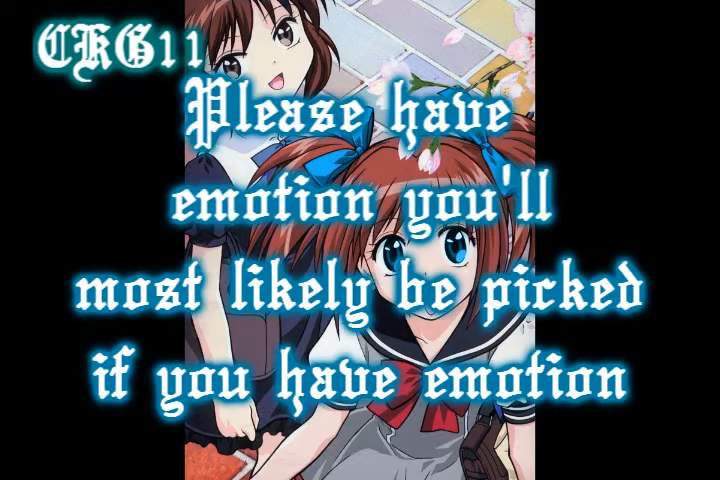 CKG11
Please have
emotion you'll
most likely be picked
if you have emotion